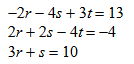 −2r − 4s + 3t = 13
2r + 2s − 4t = −4
3r + s = 10